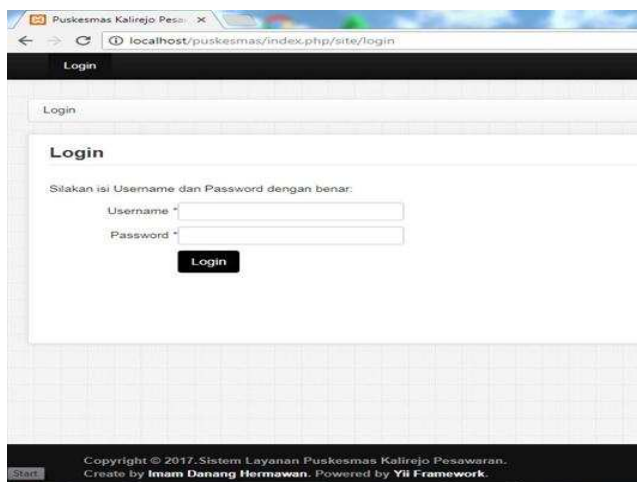 Puskesmas Kalirejo Pesa
localhost/puskesmas/index.php/site/login
Login
Login
Login
Silakan isi Username dan Password dengan benar:
Username *
Password *
Login
Copyright © 2017.Sistem Layanan Puskesmas Kalirejo Pesawaran.
Start
Create by Imam Danang Hermawan. Powered by Yii Framework.